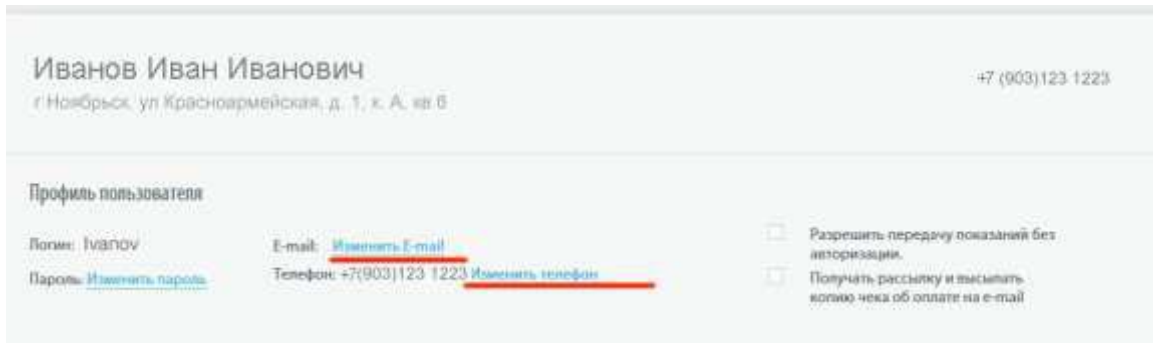 Иванов Иван Иванович
+7 (903)123 1223
г Ноябрьск, ул Красноармейская, д. 1, к. А, кв 6
Профиль пользователя
Логин: Ivanov
E-mail: Изменить E-mail
Разрешить передачу показаний без
авторизации.
Пароль: Изменить пароль
Телефон: +7(903)123 1223 Изменить телефон
Получать рассылку и высылать
копию чека об оплате на e-mail